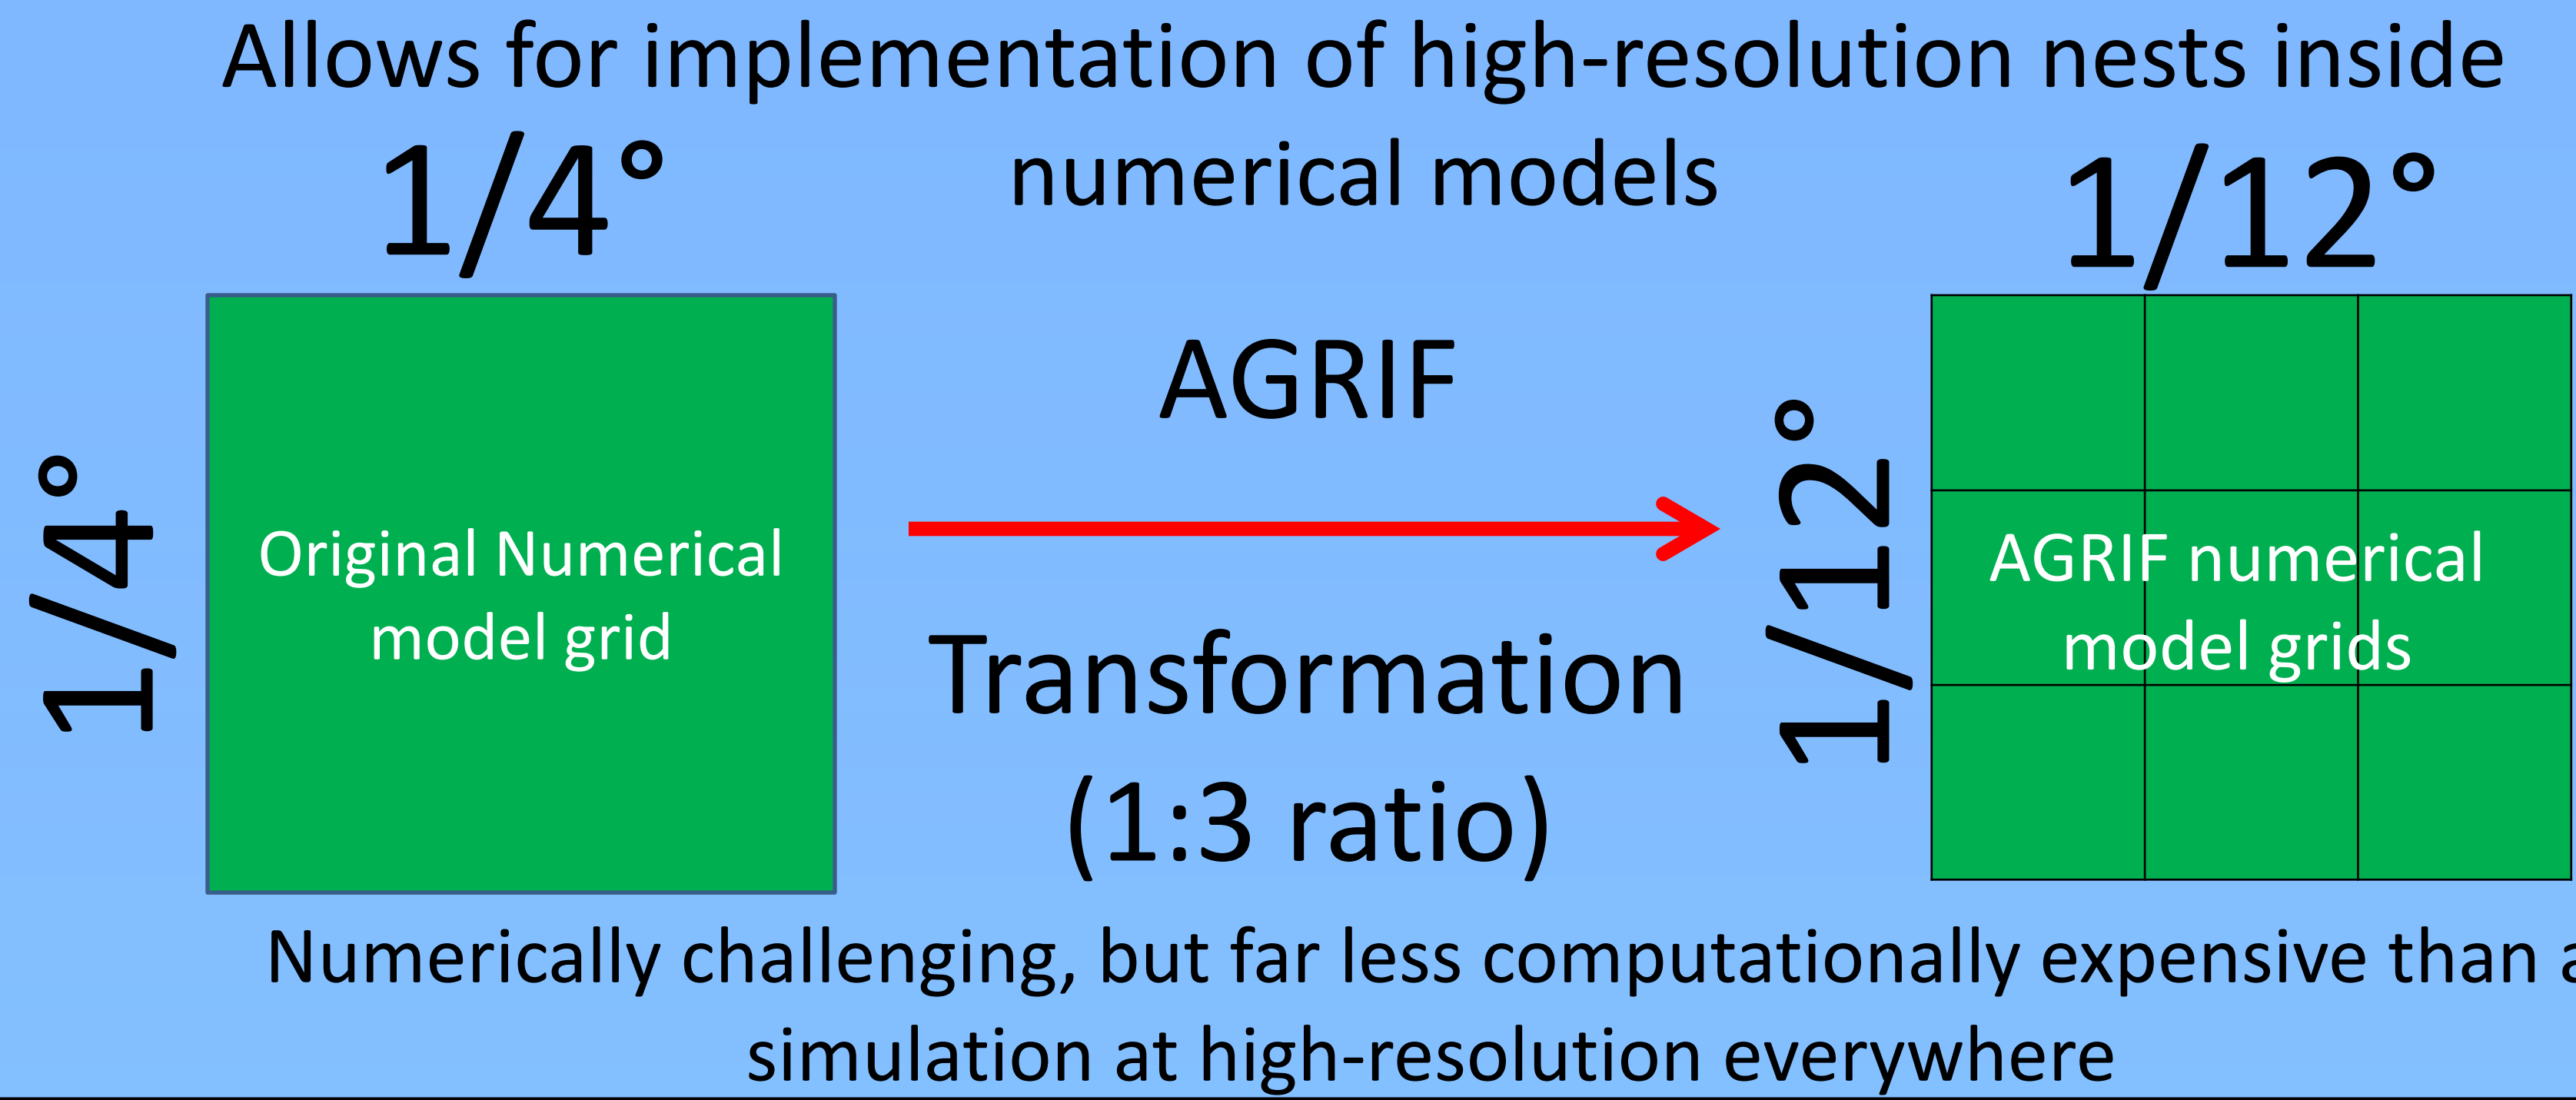 Allows for implementation of high-resolution nests inside
numerical models
1/4°
1/12°
1/4°
Original Numerical
model grid
AGRIF
Transformation
(1:3 ratio)
1/12°
AGRIF numerical
model grids
Numerically challenging, but far less computationally expensive than a
simulation at high-resolution everywhere